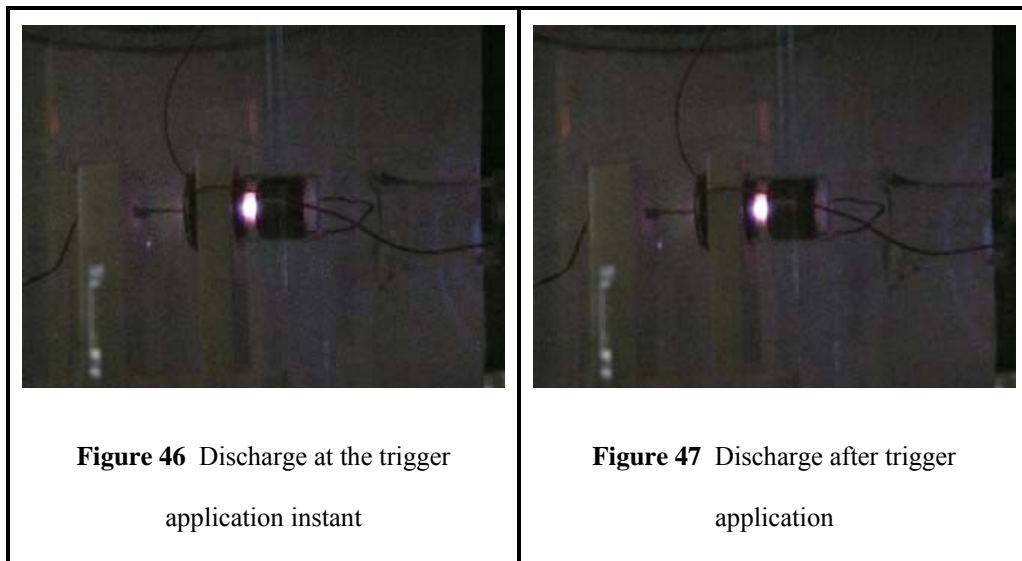 Figure 46 Discharge at the trigger
application instant
Figure 47 Discharge after trigger
application